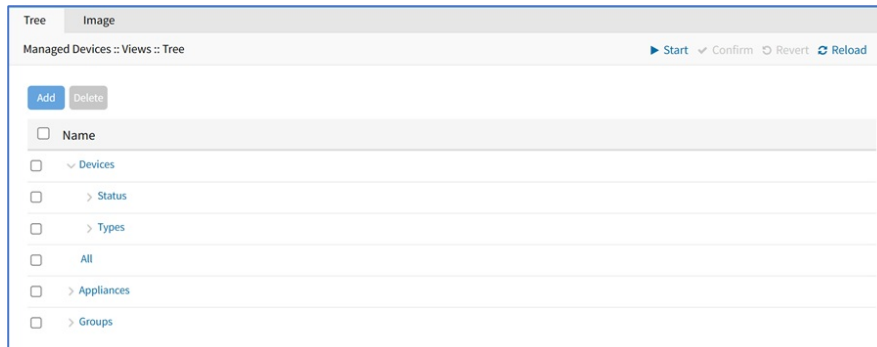 Tree Image
Managed Devices :: Views :: Tree Start Confirm Revert Reload
Add Delete
Name
Devices
Status
Types
All
Appliances
Groups